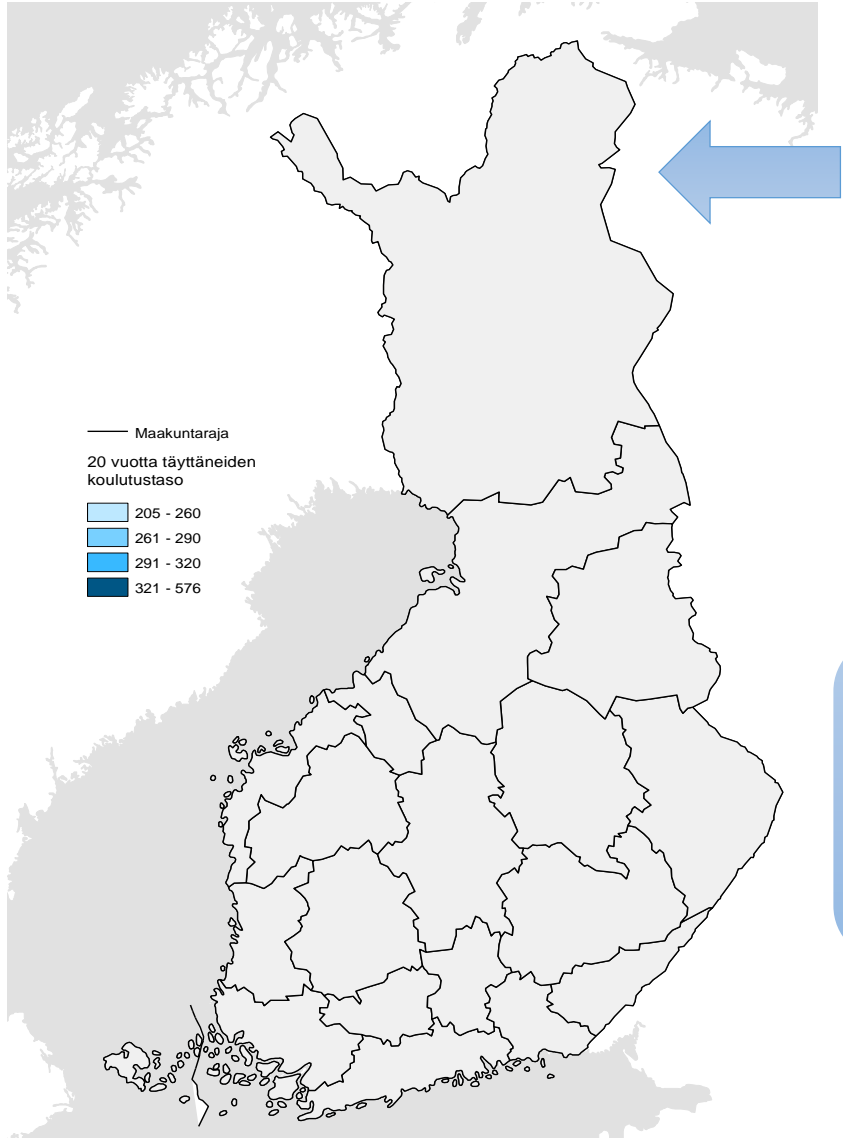 Maakuntaraja
20 vuotta täyttäneiden
koulutustaso
205 - 260
261 - 290
291 - 320
321 - 576